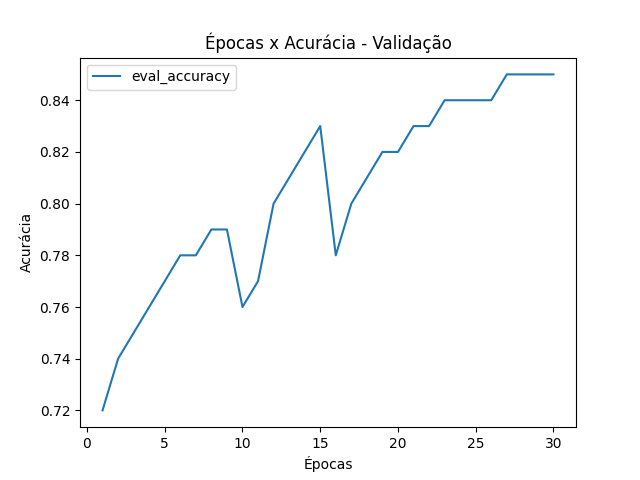 Épocas x Acurácia - Validação
eval_accuracy
Acurácia
0.84
0.82
0.80
0.78
0.76
0.74
0.72
0 5 10 15 20 25 30
Épocas